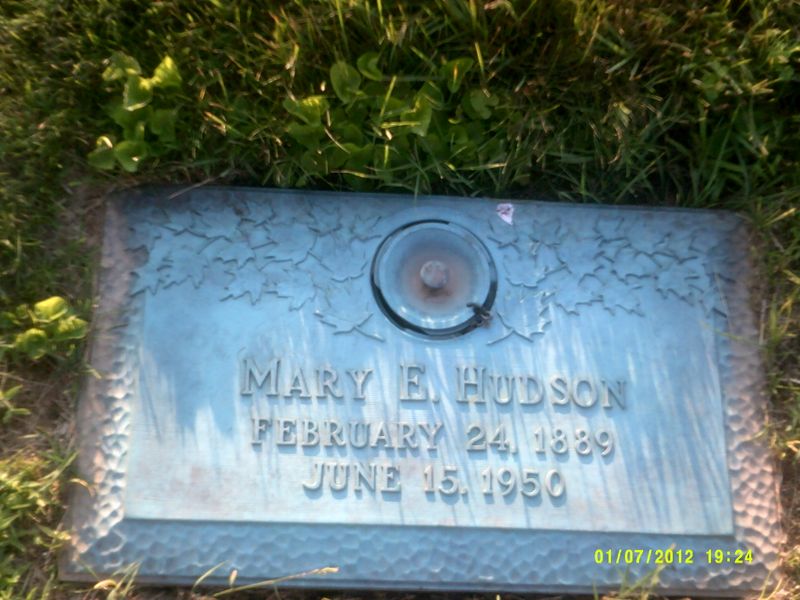 MARY E. HUDSON
FEBRUARY 24, 1889
JUNE 15, 1950
01/07/2012 19:24